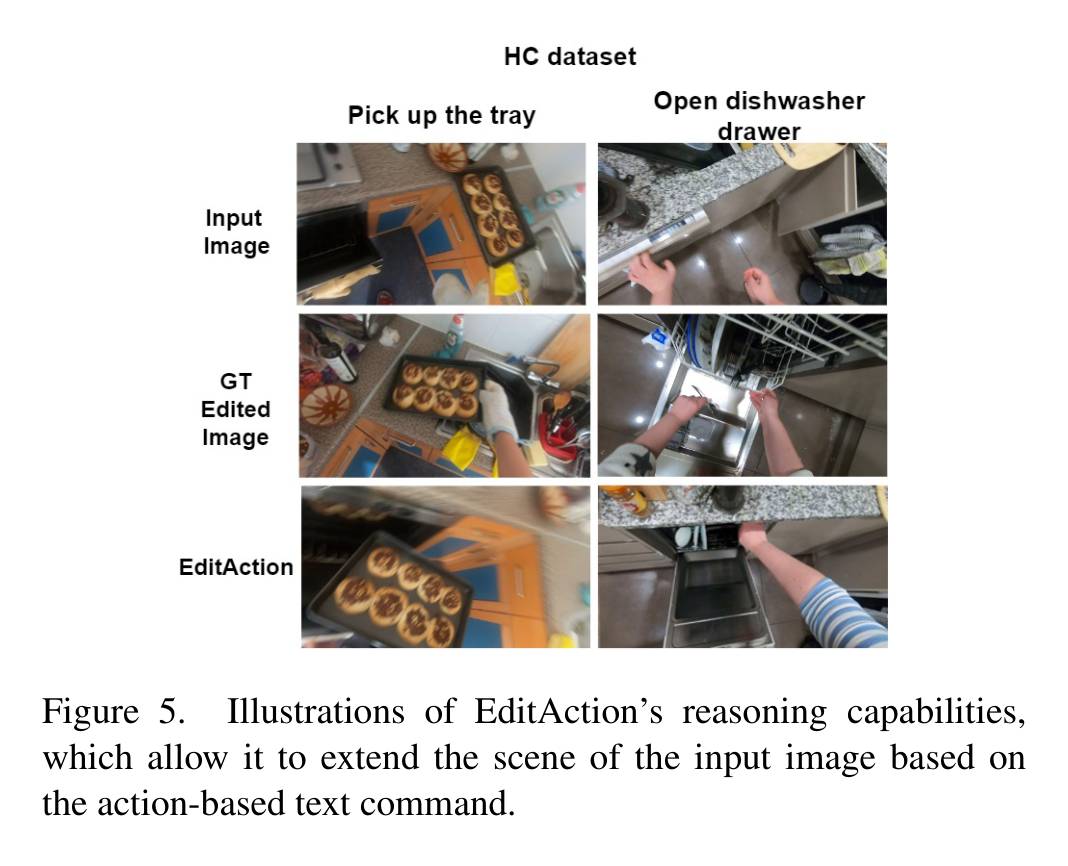 HC dataset
Pick up the tray
Open dishwasher
drawer
Input
Image
GT
Edited
Image
EditAction
Figure 5. Illustrations of EditAction's reasoning capabilities,
which allow it to extend the scene of the input image based on
the action-based text command.